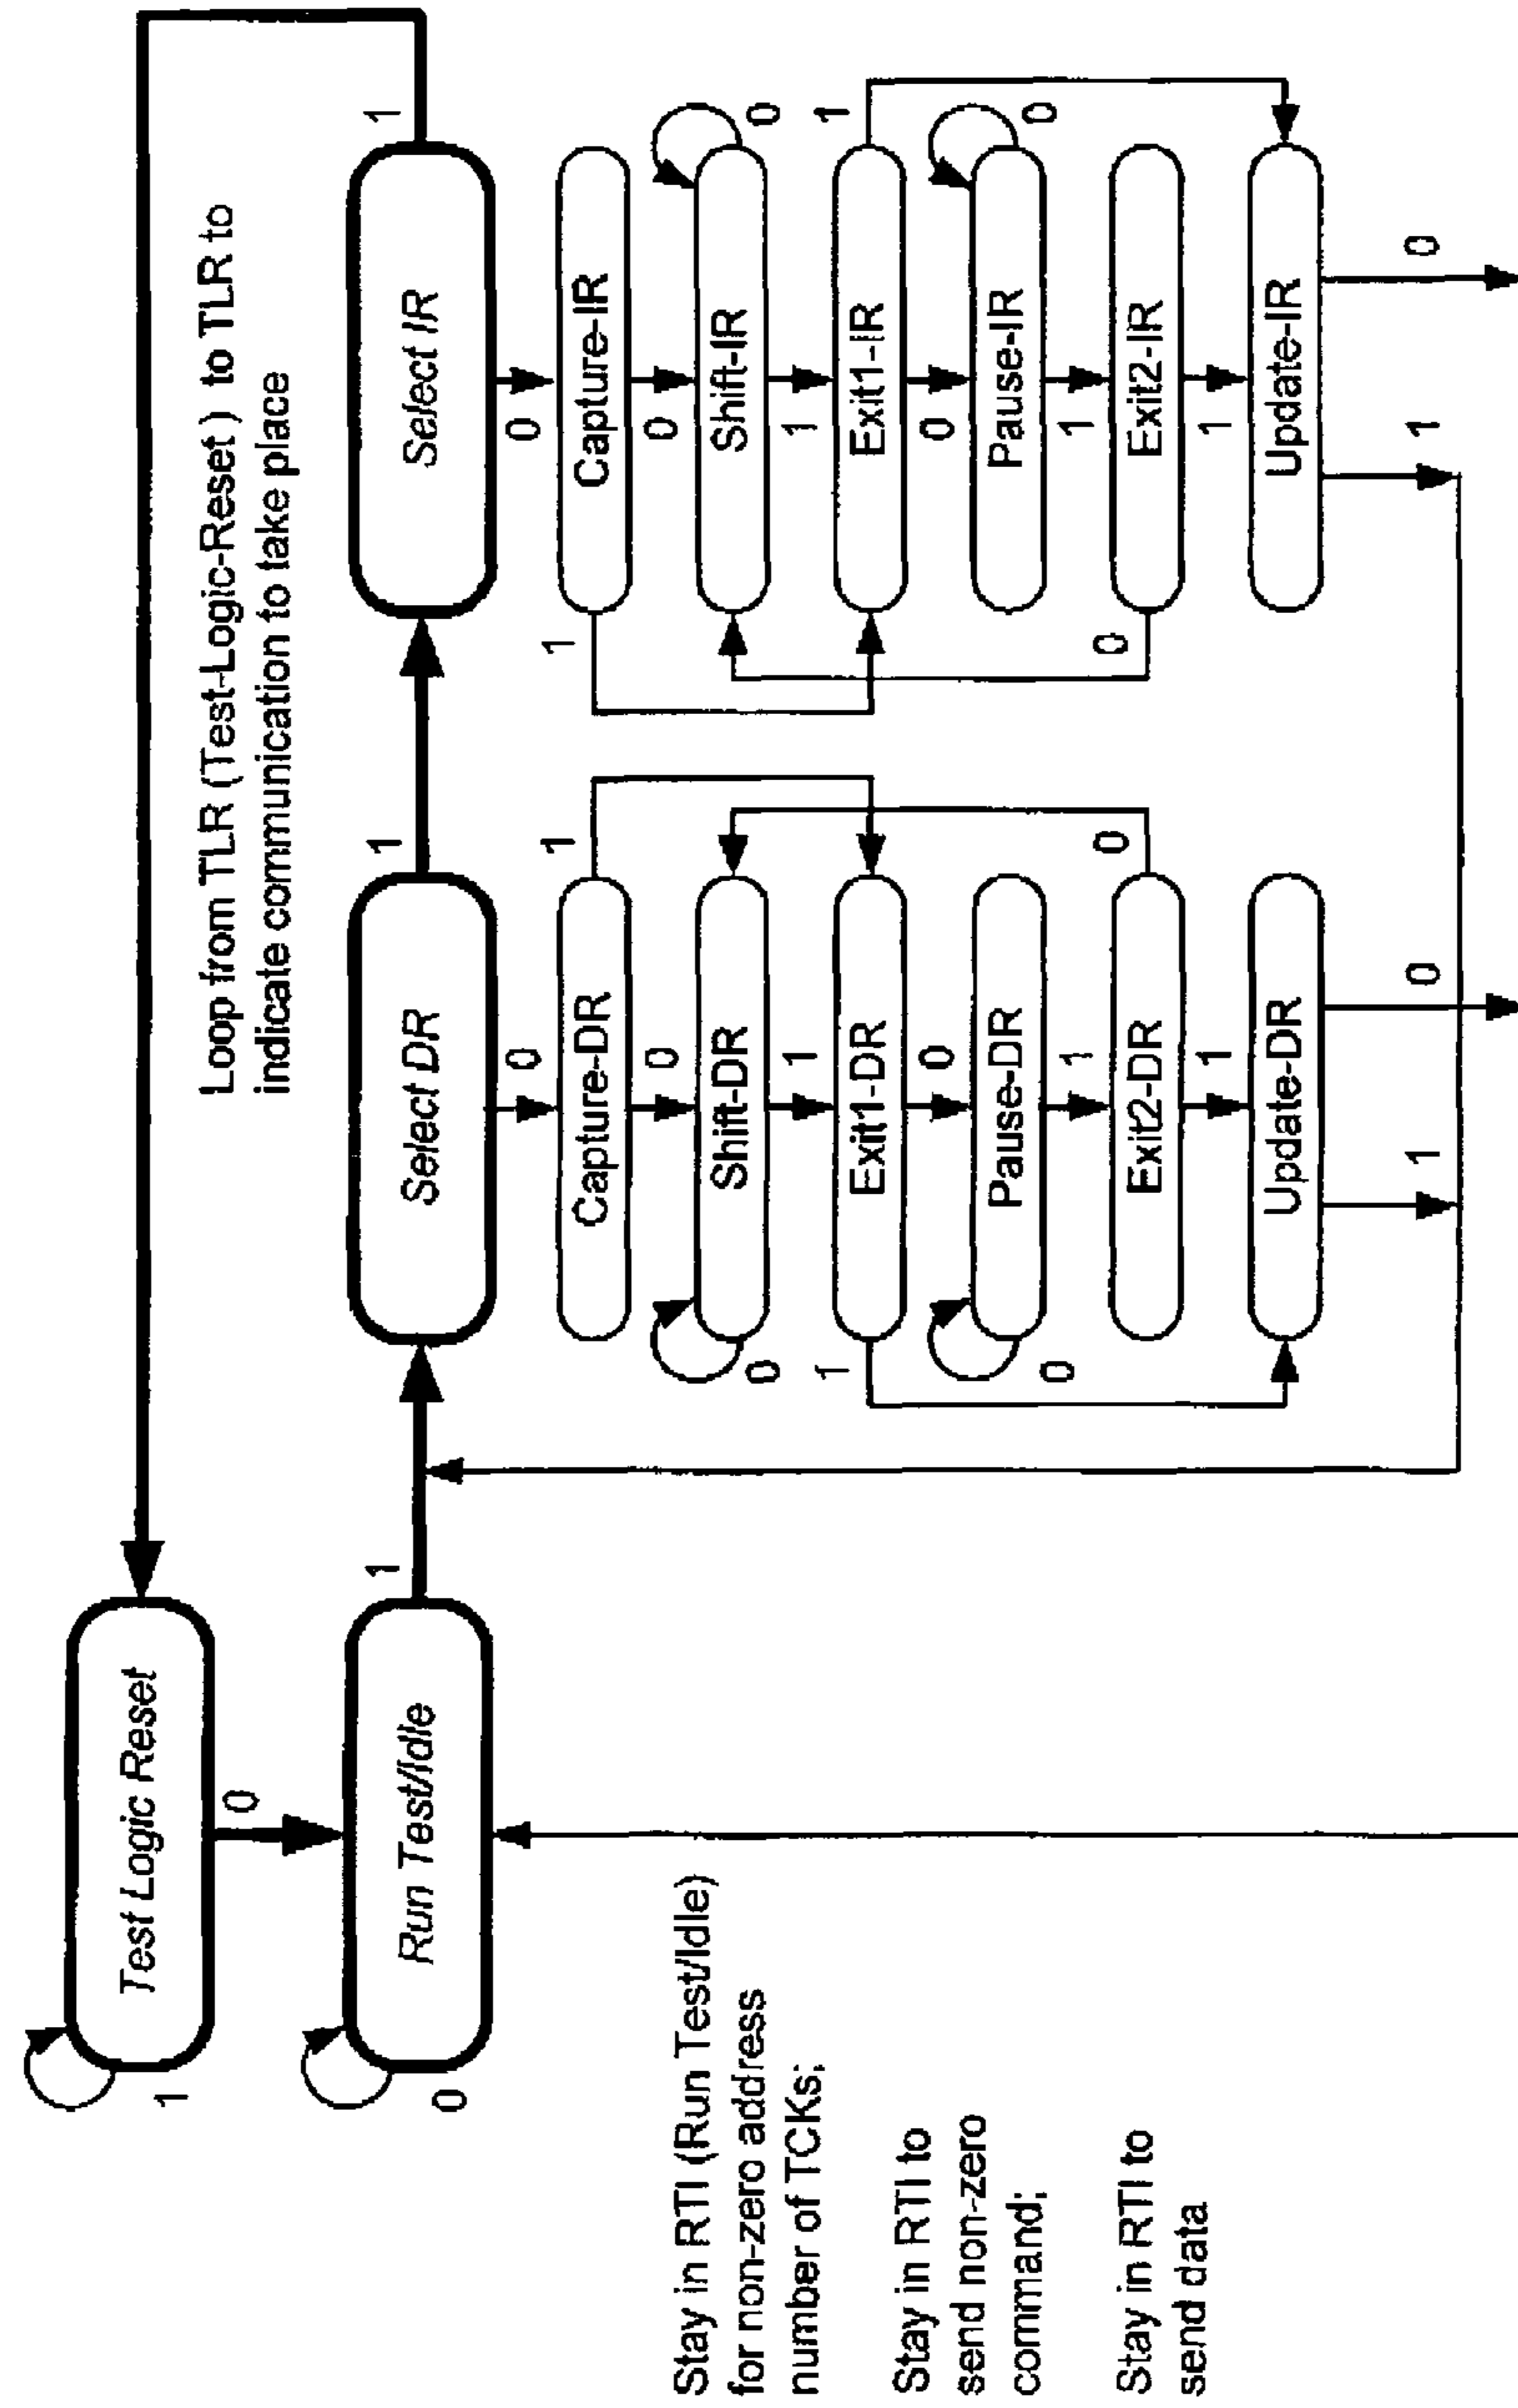 Test Logic Reset
1
0
Run Test/Idle
0
1
Loop from TLR (Test-Logic-Reset) to TLR to
indicate communication to take place
Select DR
1
0
Capture-DR
1
0
Shift-DR
0
1
Exit1-DR
1
0
Pause-DR
0
1
Exit2-DR
0
1
Update-DR
1
0
Select IR
1
0
Capture-IR
1
0
Shift-IR
0
1
Exit1-IR
1
0
Pause-IR
0
1
Exit2-IR
0
1
Update-IR
1
0
Stay in RTI (Run Test/Idle)
for non-zero address
number of TCKs;
Stay in RTI to
send non-zero
command;
Stay in RTI to
send data